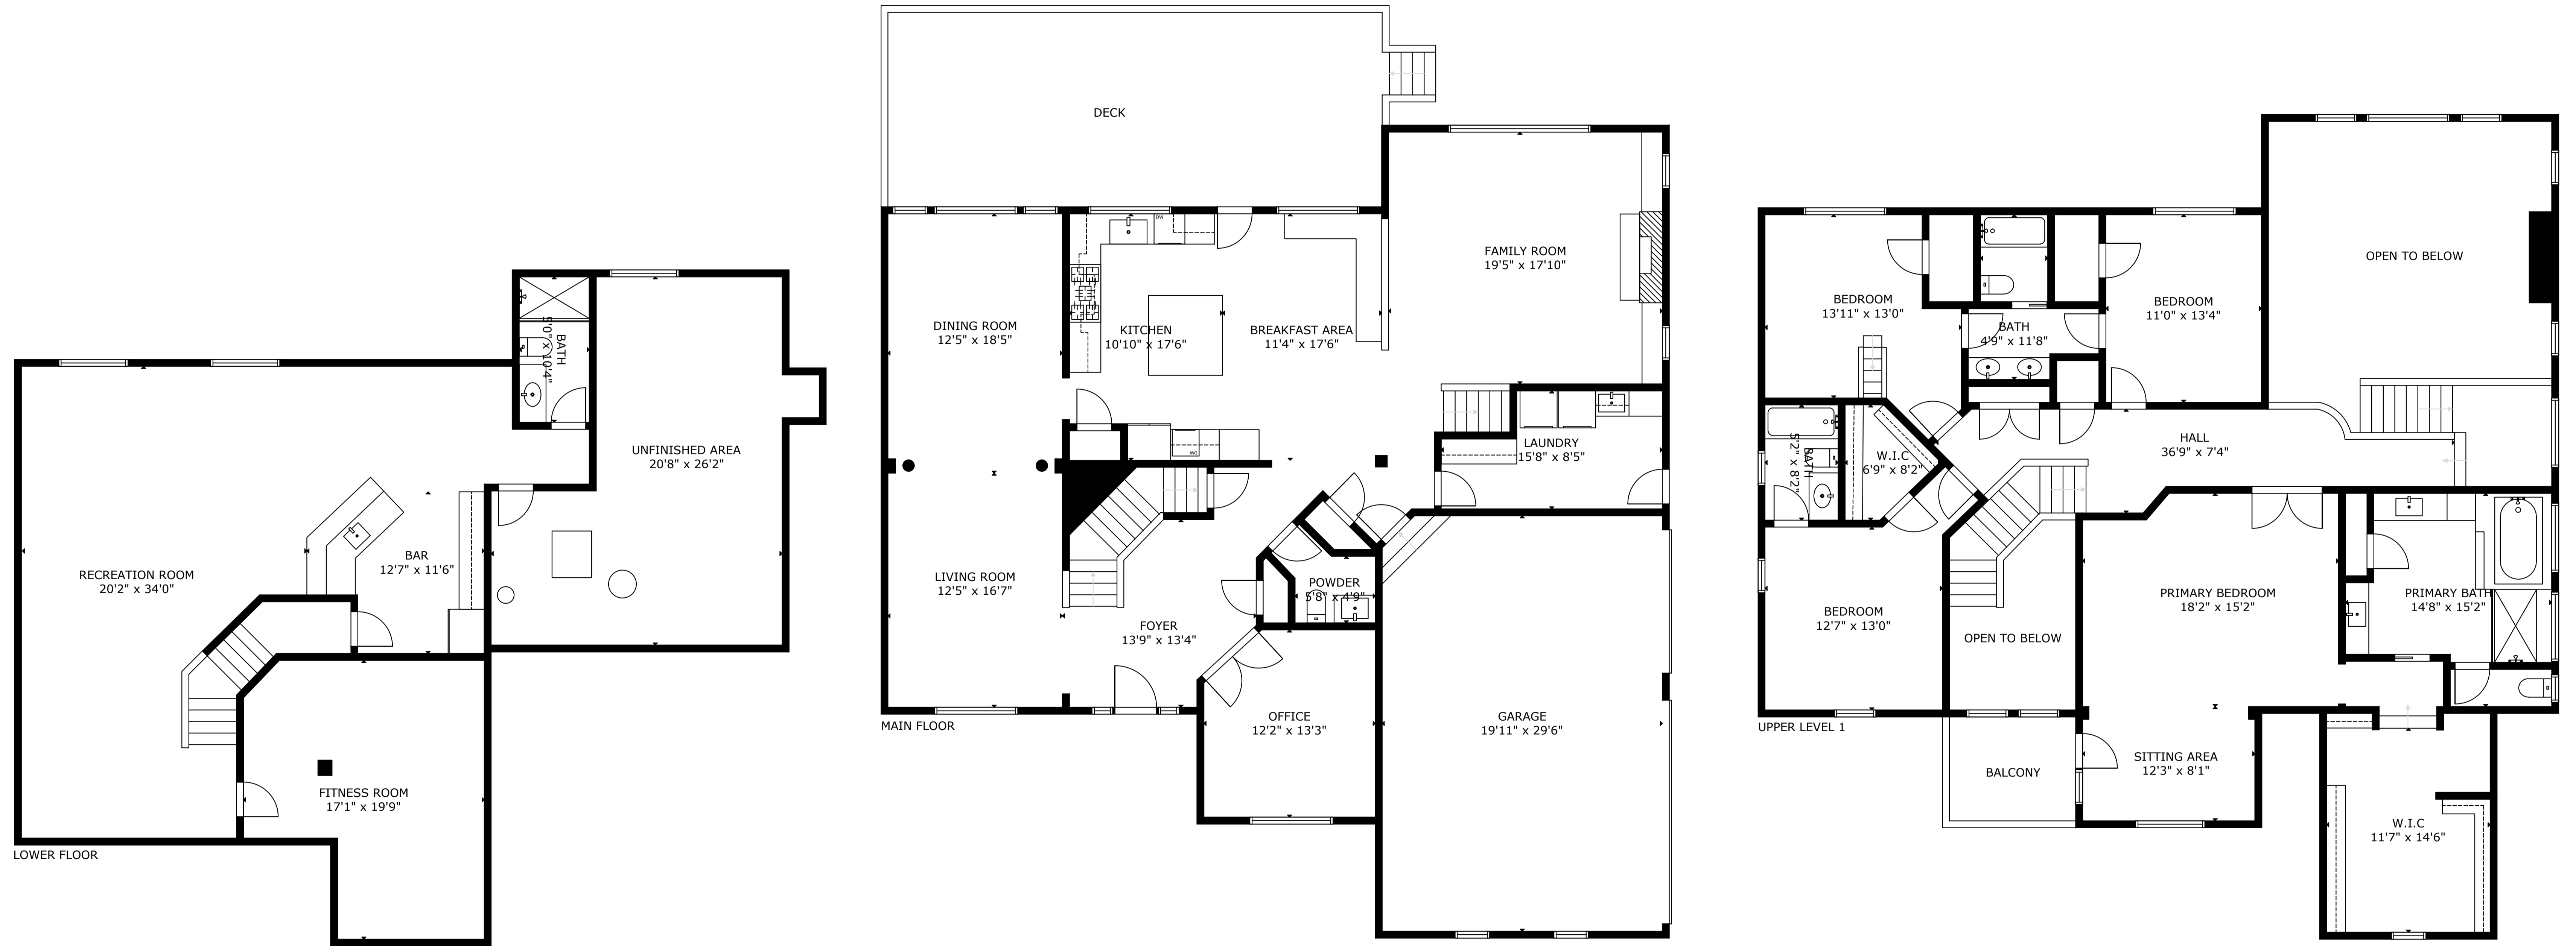 BATH
5'0" x 10'4"
UNFINISHED AREA
20'8" x 26'2"
BAR
12'7" x 11'6"
RECREATION ROOM
20'2" x 34'0"
FITNESS ROOM
17'1" x 19'9"
LOWER FLOOR
DECK
FAMILY ROOM
19'5" x 17'10"
DW
DINING ROOM
12'5" x 18'5"
KITCHEN
10'10" x 17'6"
BREAKFAST AREA
11'4" x 17'6"
LAUNDRY
15'8" x 8'5"
DW
LIVING ROOM
12'5" x 16'7"
POWDER
5'8" x 4'9"
FOYER
13'9" x 13'4"
OFFICE
12'2" x 13'3"
GARAGE
19'11" x 29'6"
MAIN FLOOR
OPEN TO BELOW
BEDROOM
13'11" x 13'0"
BATH
4'9" x 11'8"
BEDROOM
11'0" x 13'4"
HALL
36'9" x 7'4"
BATH
5'2" x 8'2"
W.I.C
6'9" x 8'2"
BEDROOM
12'7" x 13'0"
OPEN TO BELOW
PRIMARY BEDROOM
18'2" x 15'2"
PRIMARY BATH
14'8" x 15'2"
UPPER LEVEL 1
BALCONY
SITTING AREA
12'3" x 8'1"
W.I.C
11'7" x 14'6"